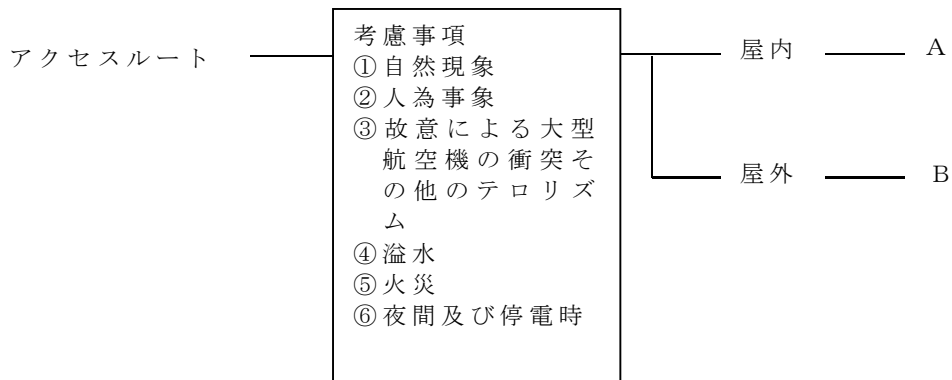 アクセスルート
考慮事項
①自然現象
②人為事象
③故意による大型
航空機の衝突そ
の他のテロリズ
ム
④溢水
⑤火災
⑥夜間及び停電時
屋内
A
屋外
B